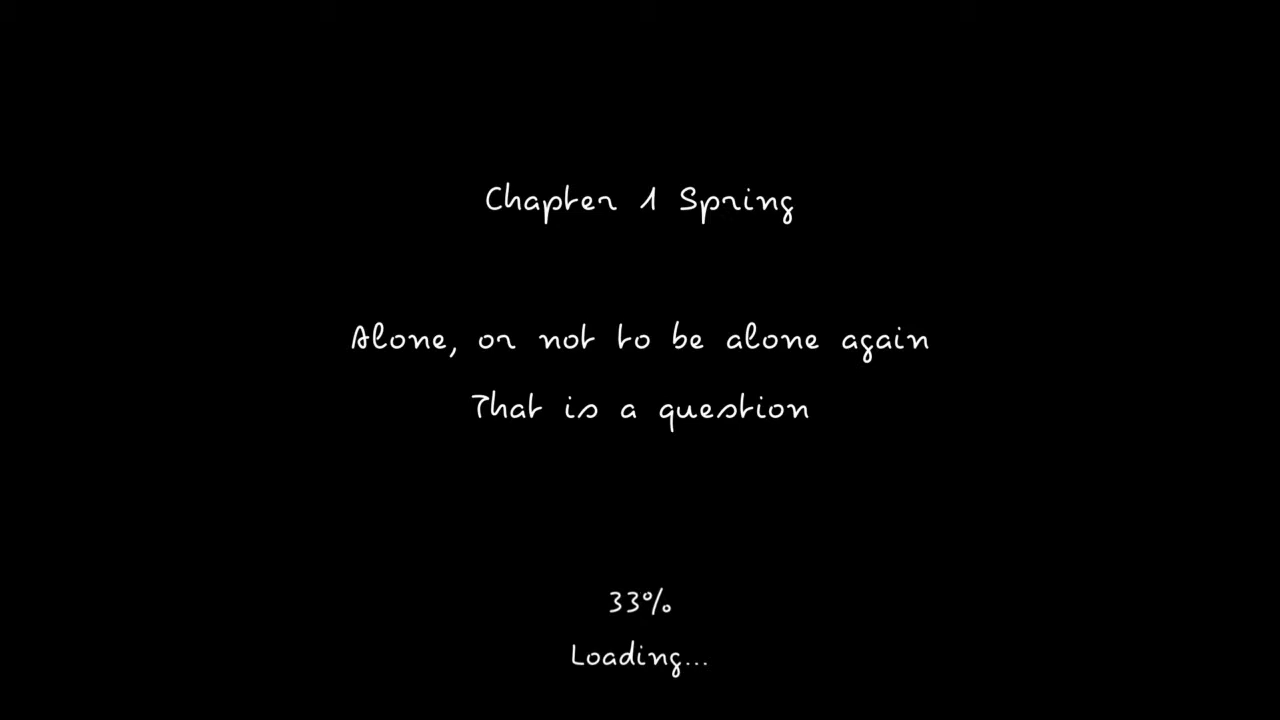 Chapter 1 Spring
Alone, or not to be alone again
That is a question
33%
Loading...